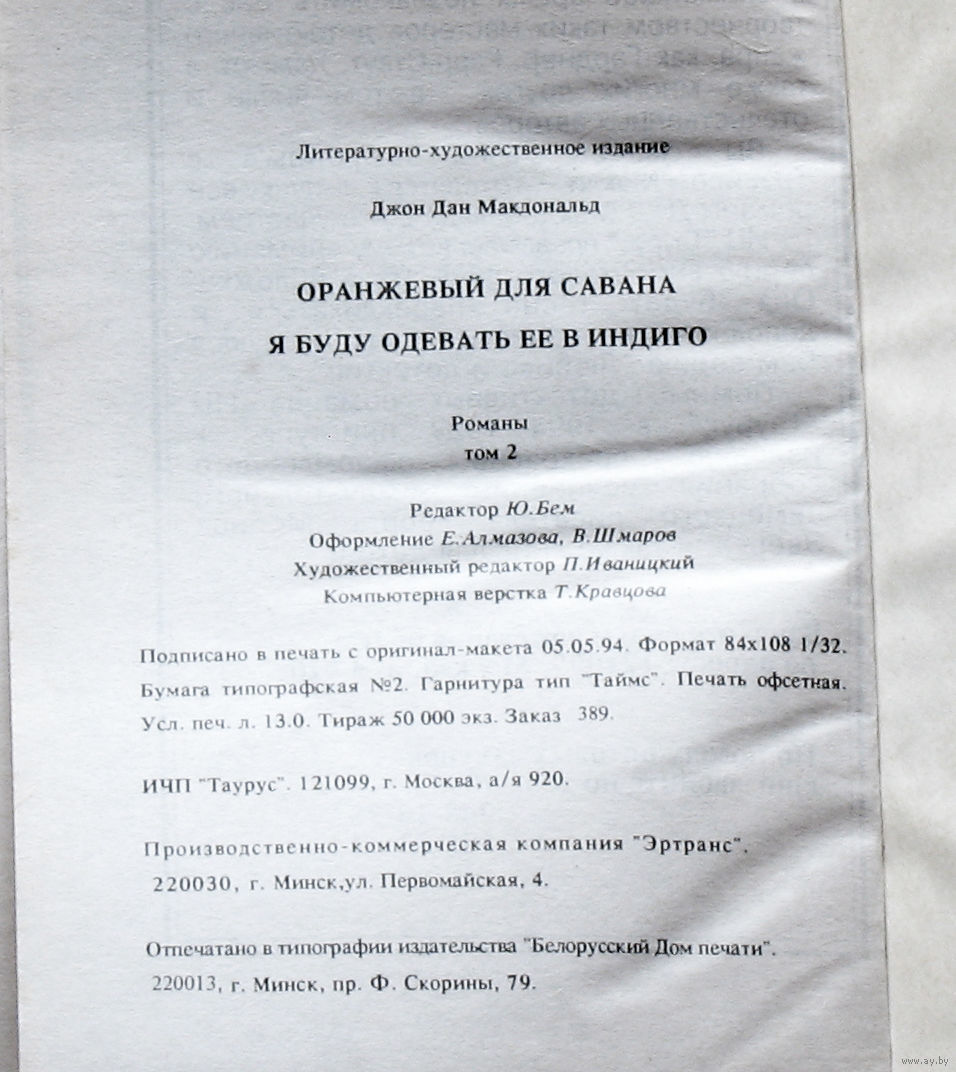 Литературно-художественное издание
Джон Дан Макдональд
ОРАНЖЕВЫЙ ДЛЯ САВАНА
Я БУДУ ОДЕВАТЬ ЕЕ В ИНДИГО
Романы
том 2
Редактор Ю.Бем
Оформление Е.Алмазова, В.Шмаров
Художественный редактор П.Иваницкий
Компьютерная верстка Т.Кравцова
Подписано в печать с оригинал-макета 05.05.94. Формат 84х108 1/32.
Бумага типографская №2. Гарнитура тип "Таймс". Печать офсетная.
Усл. печ. л. 13.0. Тираж 50 000 экз. Заказ 389.
ИЧП "Таурус". 121099, г. Москва, а/я 920.
Производственно-коммерческая компания "Эртранс".
220030, г. Минск,ул. Первомайская, 4.
Отпечатано в типографии издательства "Белорусский Дом печати".
220013, г. Минск, пр. Ф. Скорины, 79.
www.ay.by